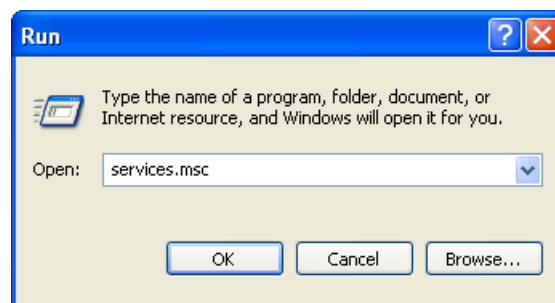 Run
Type the name of a program, folder, document, or
Internet resource, and Windows will open it for you.
Open: services.msc
OK Cancel Browse...